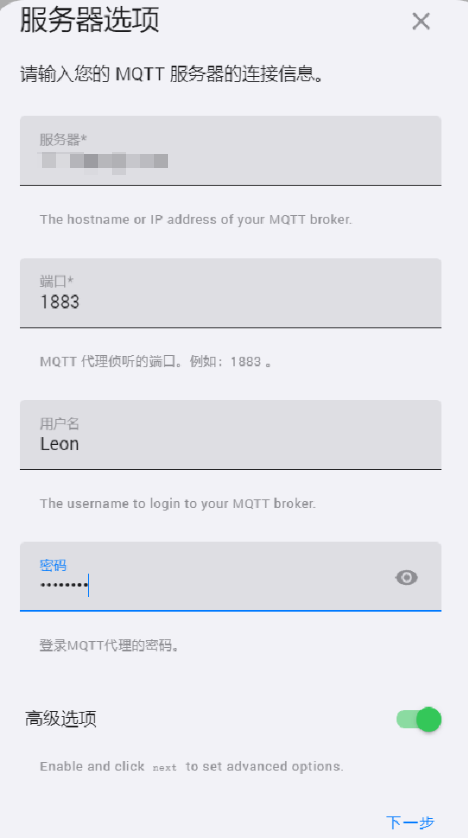 服务器选项
请输入您的 MQTT 服务器的连接信息。
服务器*
The hostname or IP address of your MQTT broker.
端口*
1883
MQTT 代理侦听的端口。例如：1883 。
用户名
Leon
The username to login to your MQTT broker.
密码
••••••••
登录MQTT代理的密码。
高级选项
Enable and click next to set advanced options.
下一步